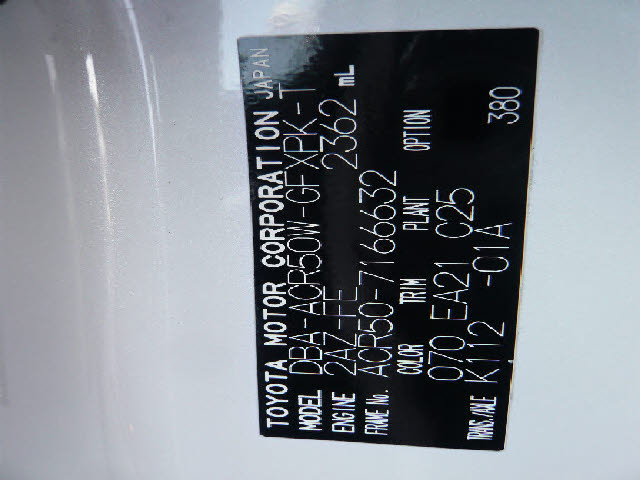 TOYOTA MOTOR CORPORATION JAPAN
MODEL DBA-ACR50W-GFXPK-T
ENGINE 2AZ-FE 2362 mL
FRAME No. ACR50-7166632
COLOR TRIM PLANT OPTION
070 EA21 C25
TRANS./AXLE K112 -01A 380